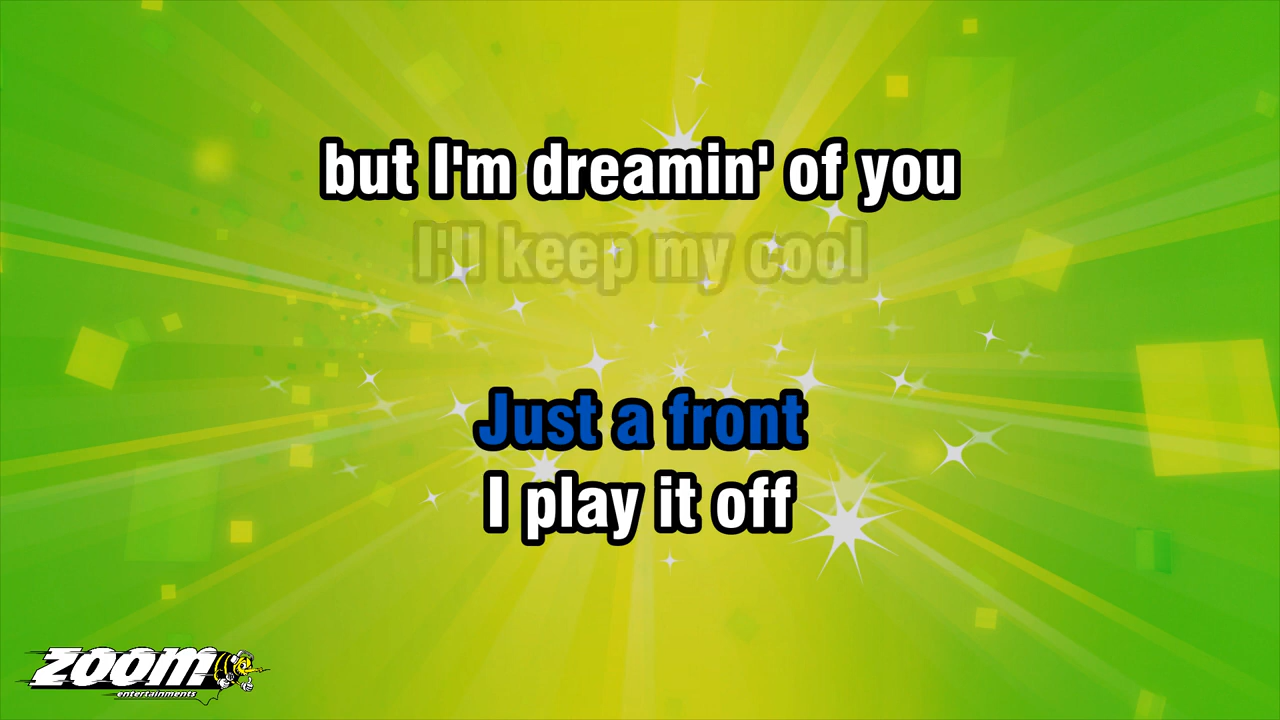 but I'm dreamin' of you
I'll keep my cool
Just a front
I play it off
ZOOM
entertainments